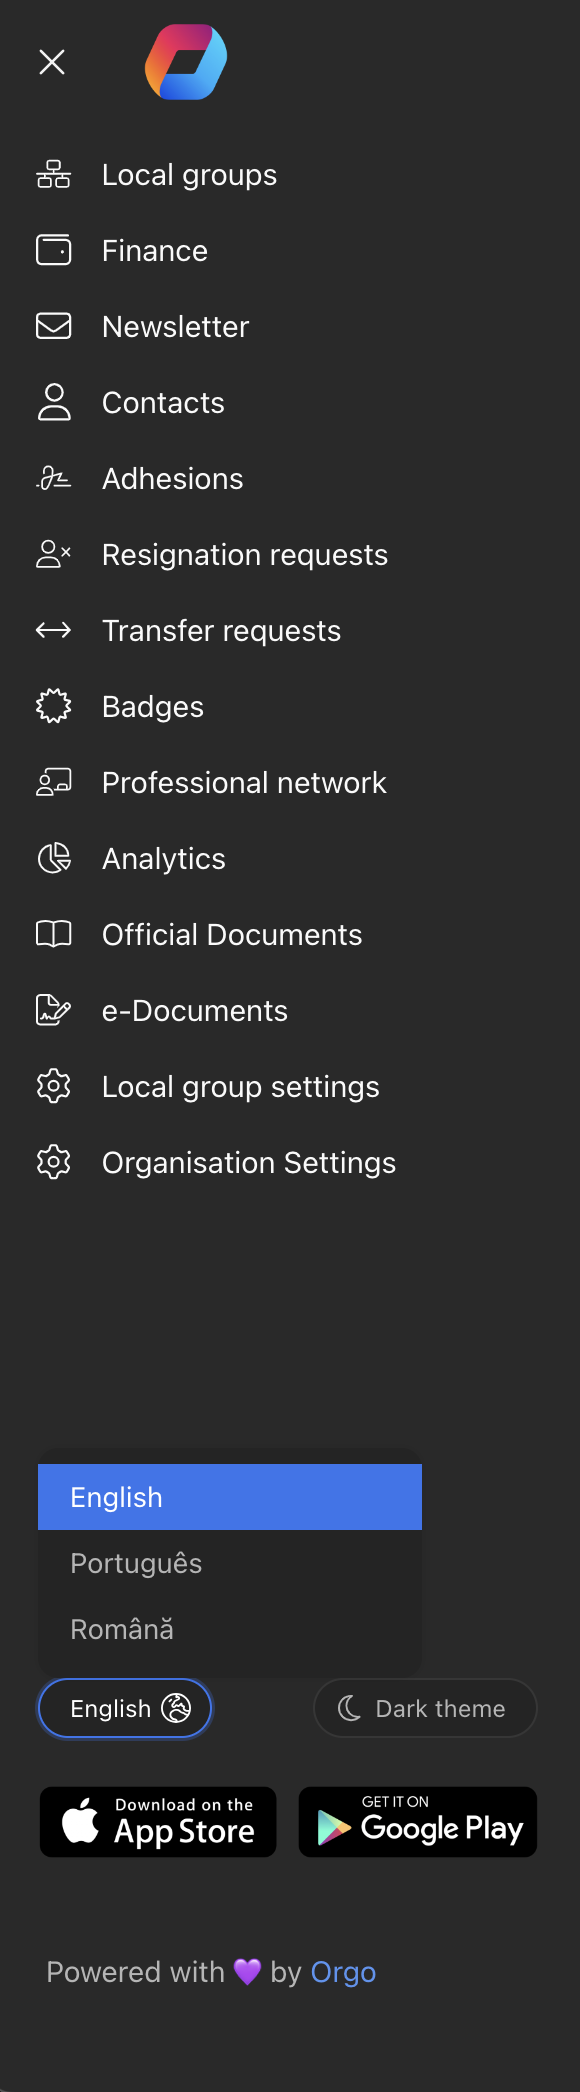 Local groups
Finance
Newsletter
Contacts
Adhesions
Resignation requests
Transfer requests
Badges
Professional network
Analytics
Official Documents
e-Documents
Local group settings
Organisation Settings
English
Português
Română
English
Dark theme
Download on the
App Store
GET IT ON
Google Play
Powered with 💜 by Orgo